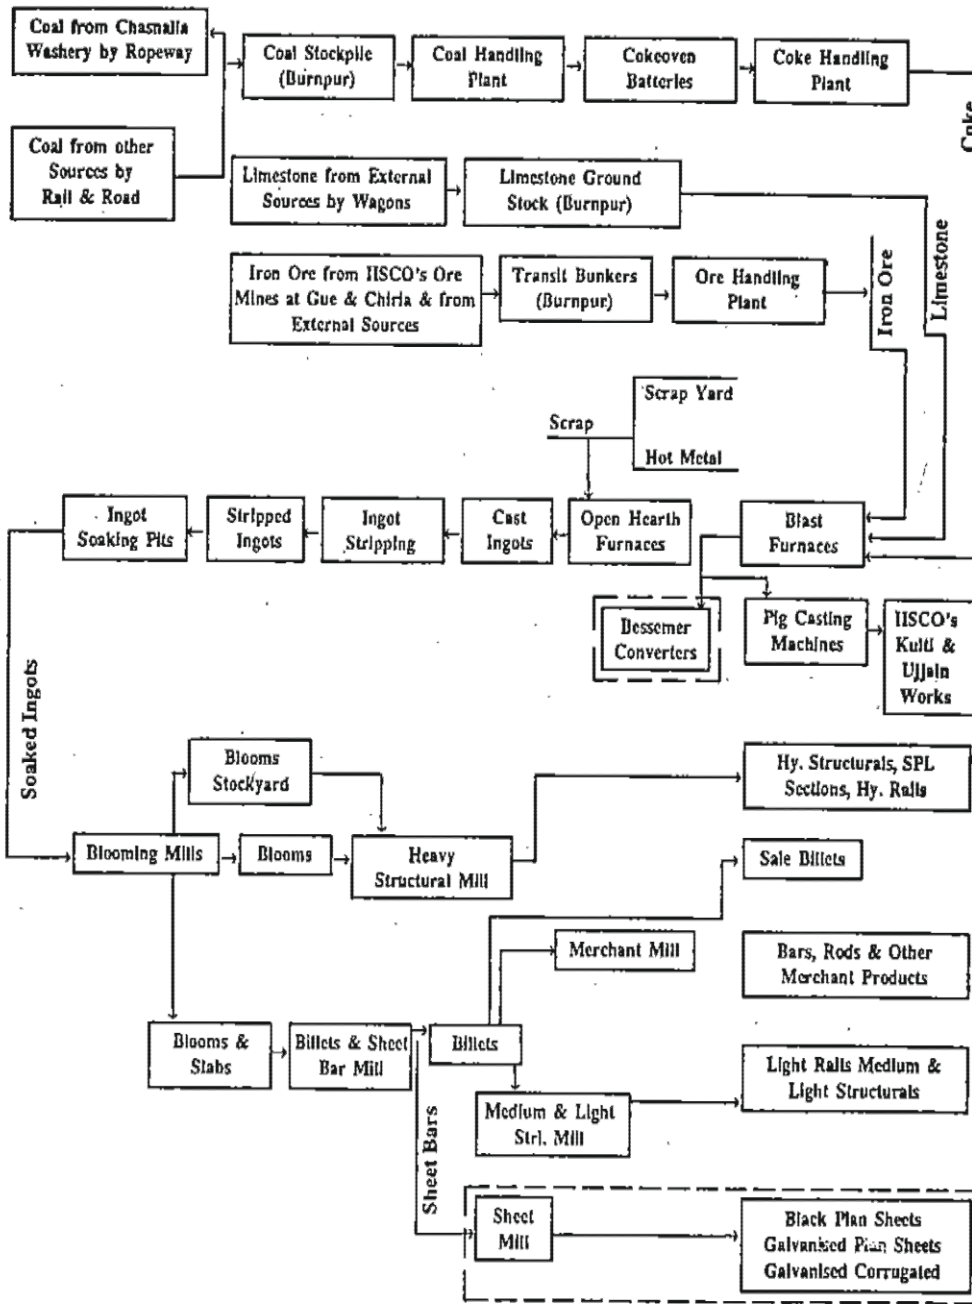 Coal from Chasnalla
Washery by Ropeway
Coal Stockpile
(Burnpur)
Coal Handling
Plant
Cokeoven
Batteries
Coke Handling
Plant
Coke
Coal from other
Sources by
Rail & Road
Limestone from External
Sources by Wagons
Limestone Ground
Stock (Burnpur)
Limestone
Iron Ore from IISCO's Ore
Mines at Gue & Chiria & from
External Sources
Transit Bunkers
(Burnpur)
Ore Handling
Plant
Iron Ore
Scrap Yard
Scrap
Hot Metal
Ingot
Soaking Pits
Stripped
Ingots
Ingot
Stripping
Cast
Ingots
Open Hearth
Furnaces
Blast
Furnaces
Bessemer
Converters
Pig Casting
Machines
IISCO's
Kulti &
Ujjain
Works
Soaked Ingots
Blooms
Stockyard
Hy. Structurals, SPL
Sections, Hy. Rails
Blooming Mills
Blooms
Heavy
Structural Mill
Sale Billets
Merchant Mill
Bars, Rods & Other
Merchant Products
Blooms &
Slabs
Billets & Sheet
Bar Mill
Billets
Light Rails Medium &
Light Structurals
Medium & Light
Strl. Mill
Sheet Bars
Sheet
Mill
Black Plan Sheets
Galvanised Plan Sheets
Galvanised Corrugated